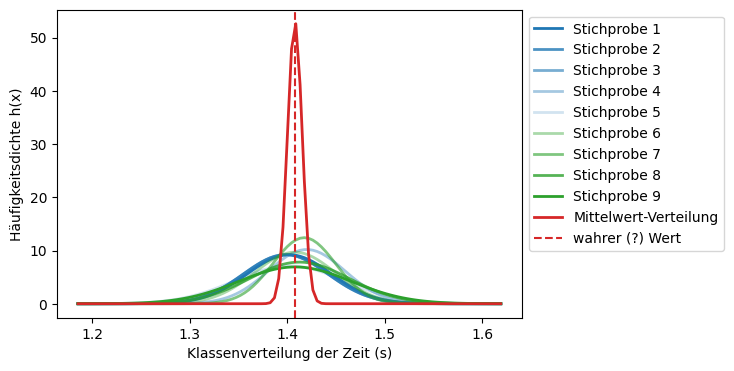 Häufigkeitsdichte h(x)
50
40
30
20
10
0
1.2 1.3 1.4 1.5 1.6
Klassenverteilung der Zeit (s)
Stichprobe 1
Stichprobe 2
Stichprobe 3
Stichprobe 4
Stichprobe 5
Stichprobe 6
Stichprobe 7
Stichprobe 8
Stichprobe 9
Mittelwert-Verteilung
wahrer (?) Wert